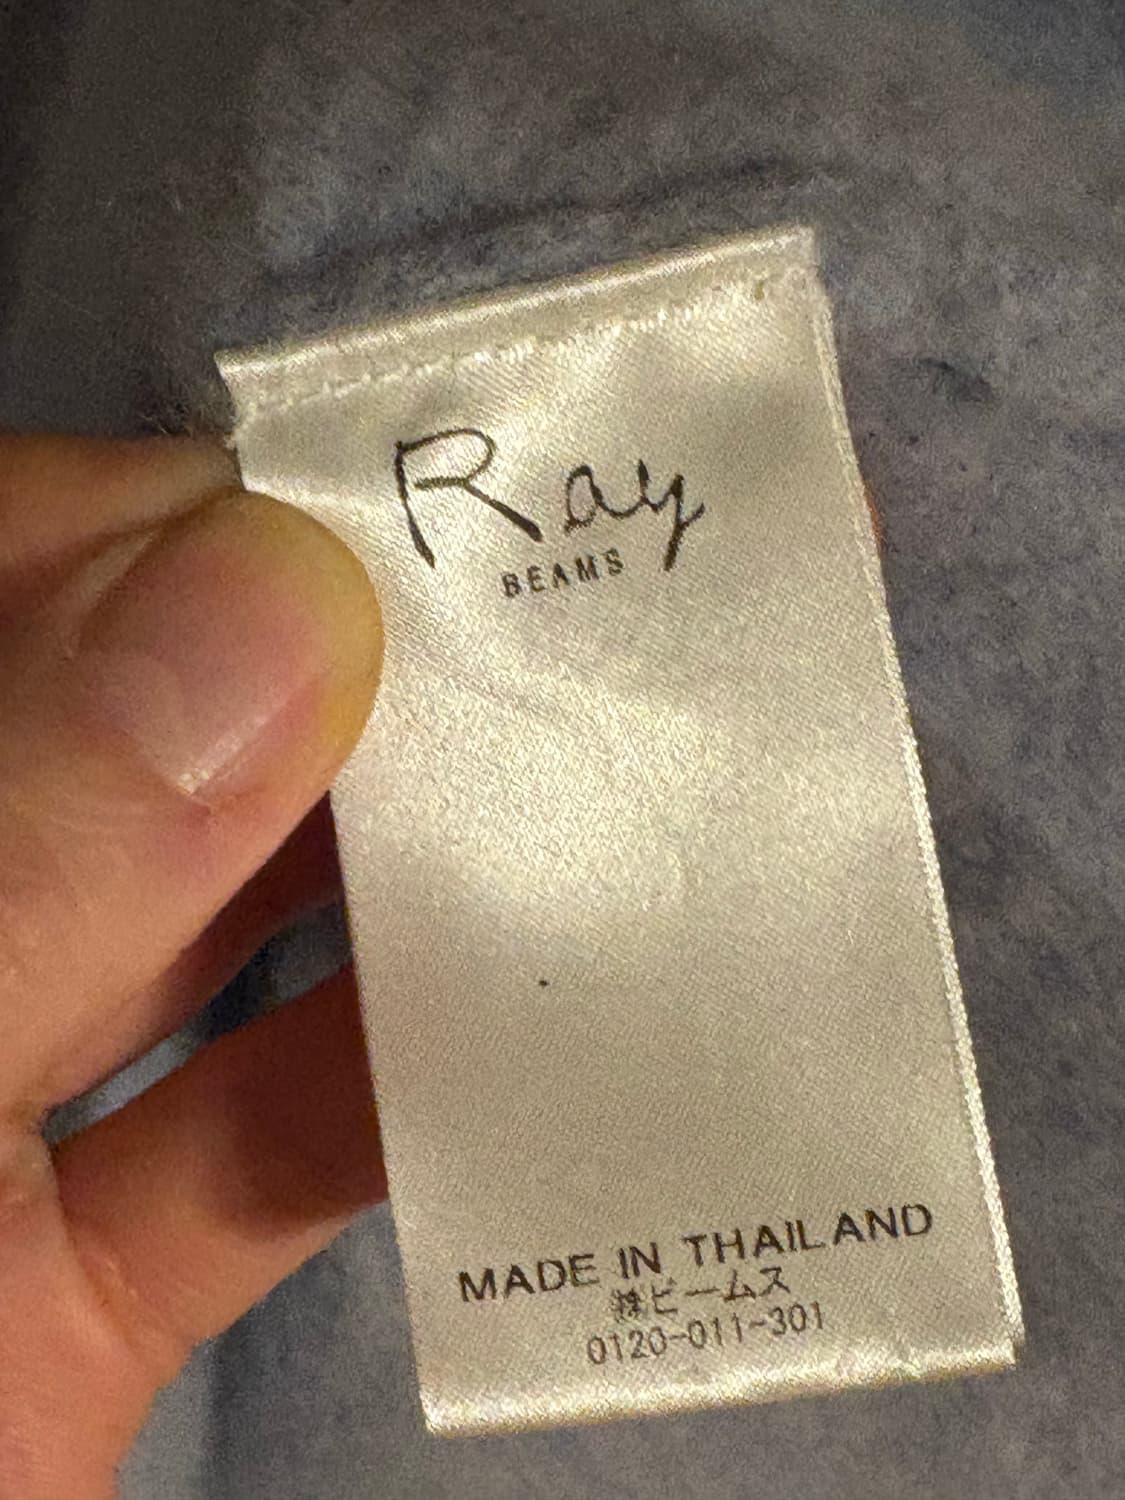 Ray
BEAMS
MADE IN THAILAND
㈱ビームス
0120-011-301